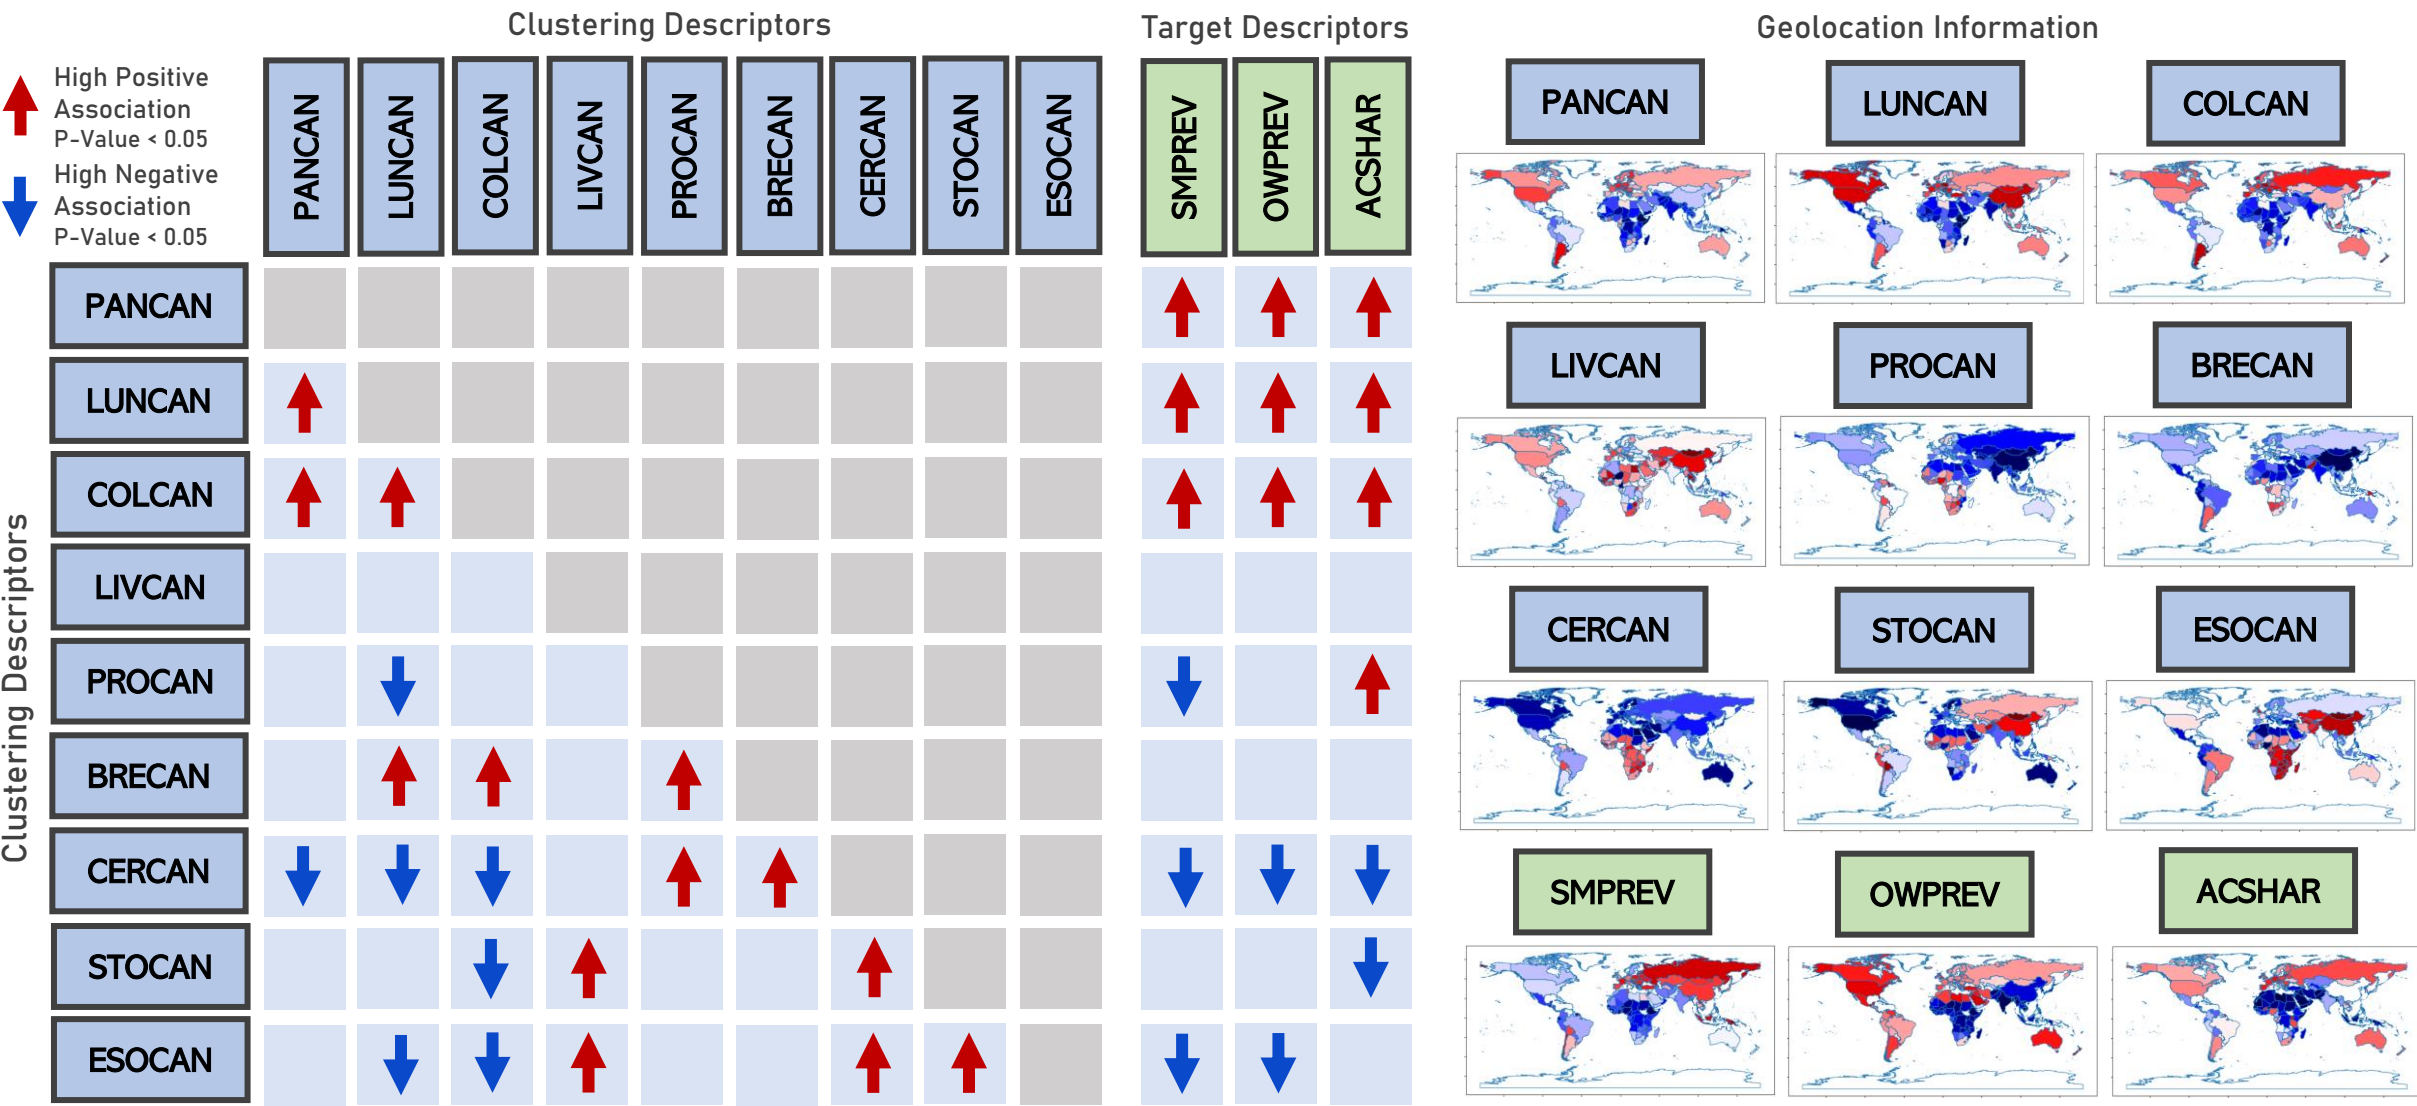 Clustering Descriptors
Target Descriptors
Geolocation Information
High Positive
Association
P-Value < 0.05
High Negative
Association
P-Value < 0.05
PANCAN
LUNCAN
COLCAN
LIVCAN
PROCAN
BRECAN
CERCAN
STOCAN
ESOCAN
SMPREV
OWPREV
ACSHAR
Clustering Descriptors
PANCAN
LUNCAN
COLCAN
LIVCAN
PROCAN
BRECAN
CERCAN
STOCAN
ESOCAN
PANCAN
LUNCAN
COLCAN
LIVCAN
PROCAN
BRECAN
CERCAN
STOCAN
ESOCAN
SMPREV
OWPREV
ACSHAR